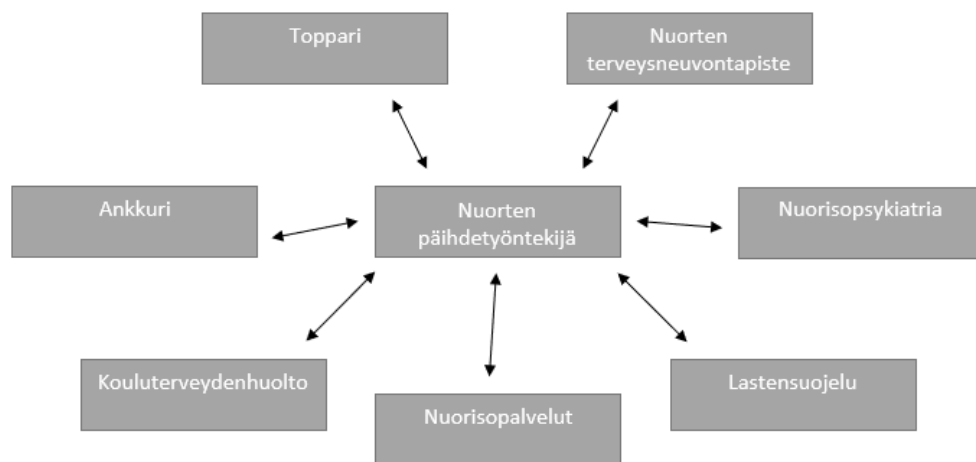 Toppari
Nuorten
terveysneuvontapiste
Ankkuri
Nuorten
päihdetyöntekijä
Nuorisopsykiatria
Kouluterveydenhuolto
Nuorisopalvelut
Lastensuojelu